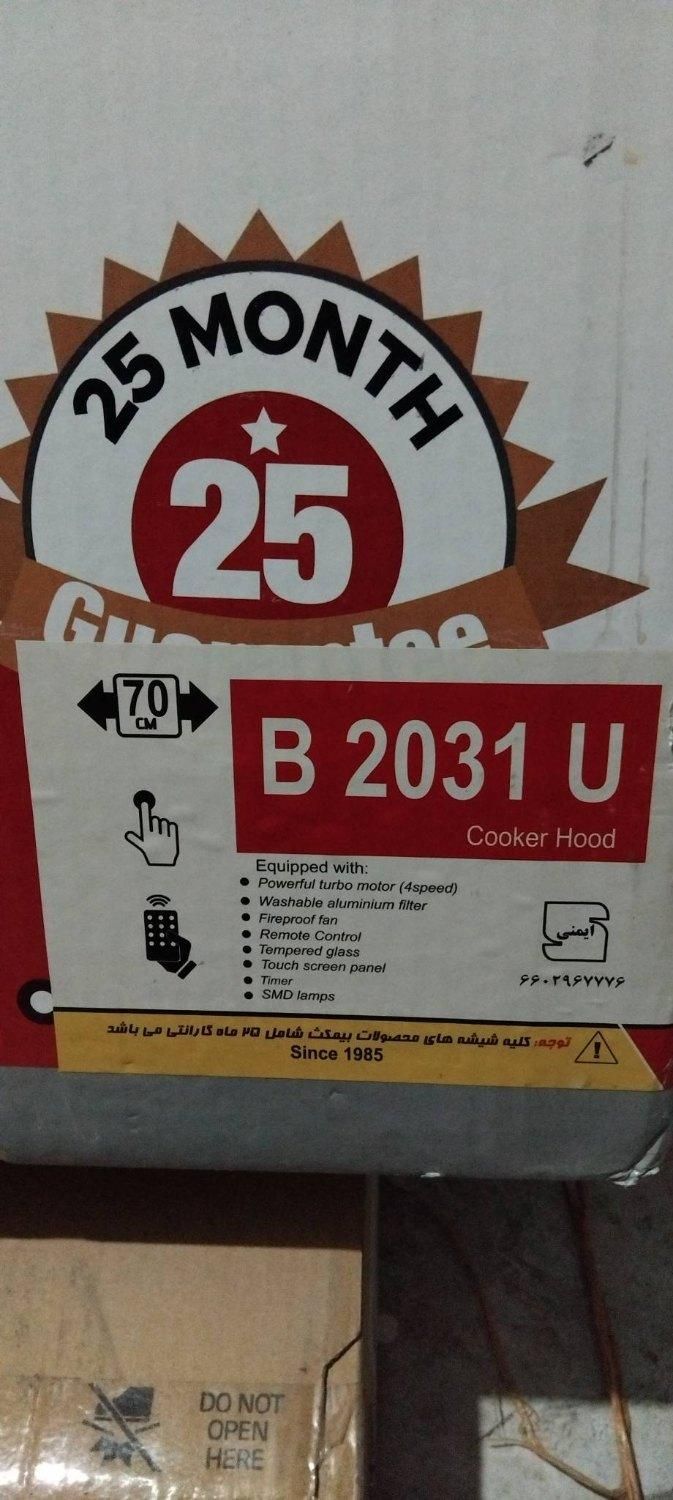 25 MONTH
25
Guarantee
70
CM
B 2031 U
Cooker Hood
Equipped with:
Powerful turbo motor (4speed)
Washable aluminium filter
Fireproof fan
Remote Control
Tempered glass
Touch screen panel
Timer
SMD lamps
ایمنی
۶۶۰۲۹۶۷۷۷۶
توجه: کلیه شیشه های محصولات بیمکث شامل ۲۵ ماه گارانتی می باشد
Since 1985
DO NOT
OPEN
HERE